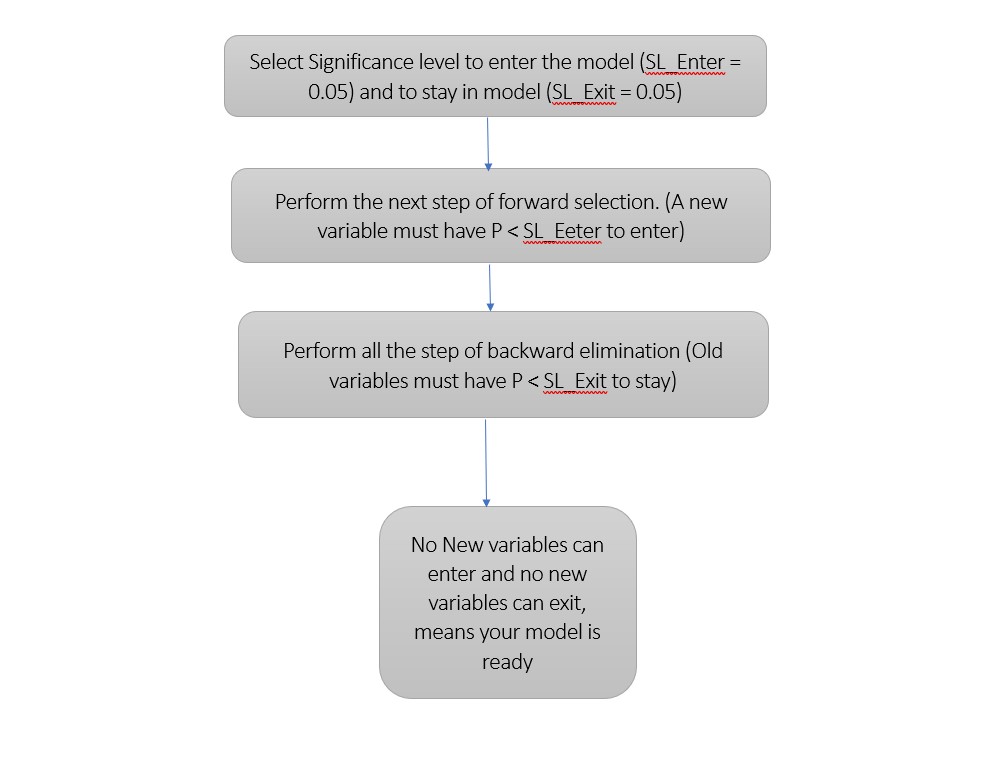 Select Significance level to enter the model (SL_Enter =
0.05) and to stay in model (SL_Exit = 0.05)
Perform the next step of forward selection. (A new
variable must have P < SL_Eeter to enter)
Perform all the step of backward elimination (Old
variables must have P < SL_Exit to stay)
No New variables can
enter and no new
variables can exit,
means your model is
ready